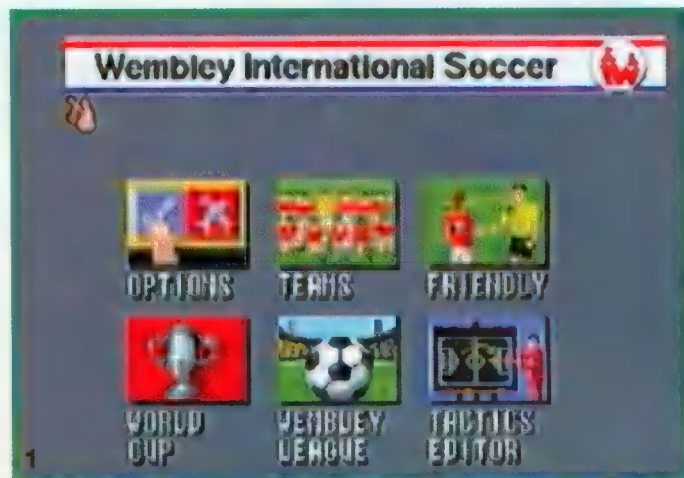 Wembley International Soccer
OPTIONS
TEAMS
FRIENDLY
WORLD
CUP
WEMBLEY
LEAGUE
TACTICS
EDITOR
1